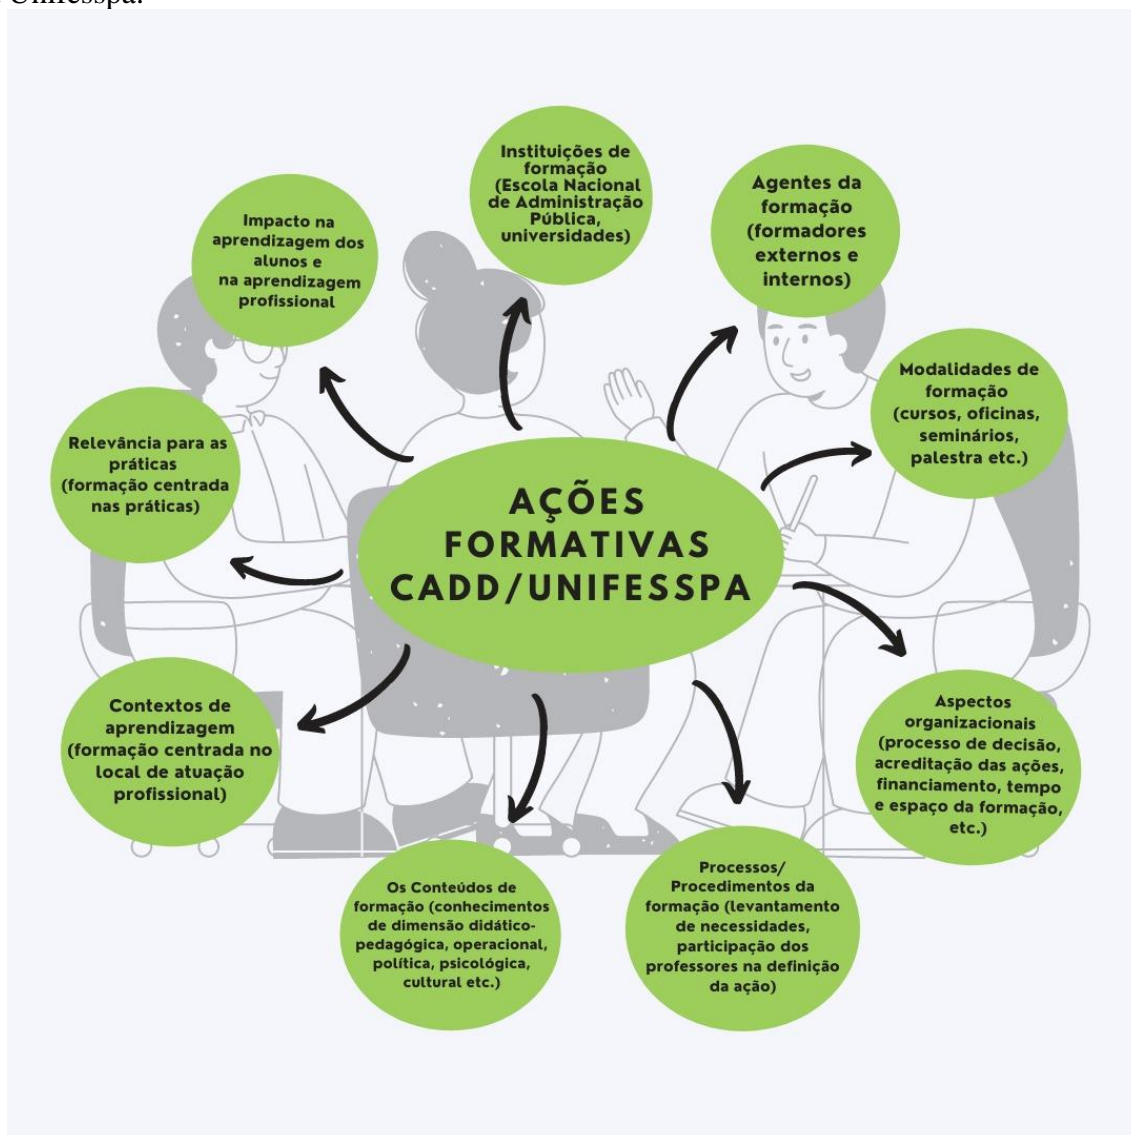 Unifesspa.
Instituições de
formação
(Escola Nacional
de Administração
Pública,
universidades)
Agentes da
formação
(formadores
externos e
internos)
Impacto na
aprendizagem dos
alunos e
na aprendizagem
profissional
Modalidades de
formação
(cursos, oficinas,
seminários,
palestra etc.)
Relevância para as
práticas
(formação centrada
nas práticas)
AÇÕES
FORMATIVAS
CADD/UNIFESSPA
Contextos de
aprendizagem
(formação centrada no
local de atuação
profissional)
Aspectos
organizacionais
(processo de decisão,
acreditação das ações,
financiamento, tempo
e espaço da formação,
etc.)
Os Conteúdos de
formação (conhecimentos
de dimensão didático-
pedagógica, operacional,
política, psicológica,
cultural etc.)
Processos/
Procedimentos da
formação (levantamento
de necessidades,
participação dos
professores na definição
da ação)